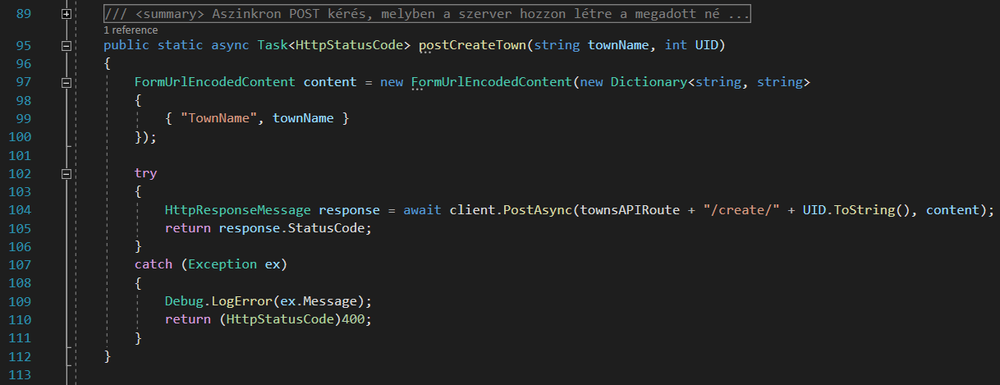 89 /// <summary> Aszinkron POST kérés, melyben a szerver hozzon létre a megadott né ...
1 reference
95 public static async Task<HttpStatusCode> postCreateTown(string townName, int UID)
96 {
97 FormUrlEncodedContent content = new FormUrlEncodedContent(new Dictionary<string, string>
98 {
99 { "TownName", townName }
100 });
101
102 try
103 {
104 HttpResponseMessage response = await client.PostAsync(townsAPIRoute + "/create/" + UID.ToString(), content);
105 return response.StatusCode;
106 }
107 catch (Exception ex)
108 {
109 Debug.LogError(ex.Message);
110 return (HttpStatusCode)400;
111 }
112 }
113